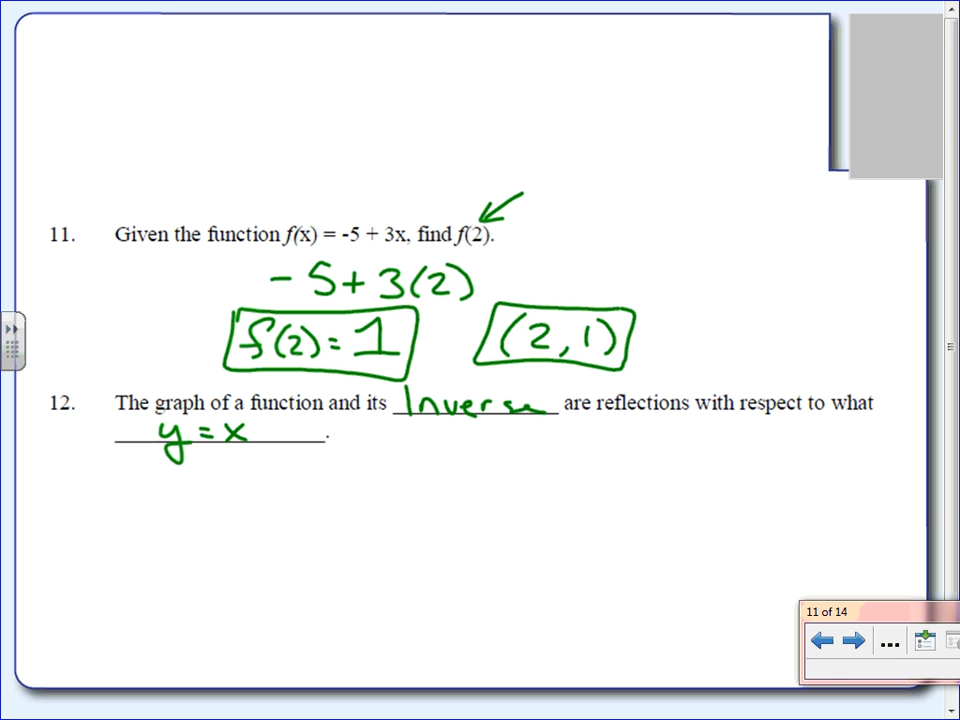 11. Given the function f(x) = -5 + 3x, find f(2).
- 5 + 3(2)
f(2) = 1 (2, 1)
12. The graph of a function and its Inverse are reflections with respect to what
y = x .
11 of 14
...